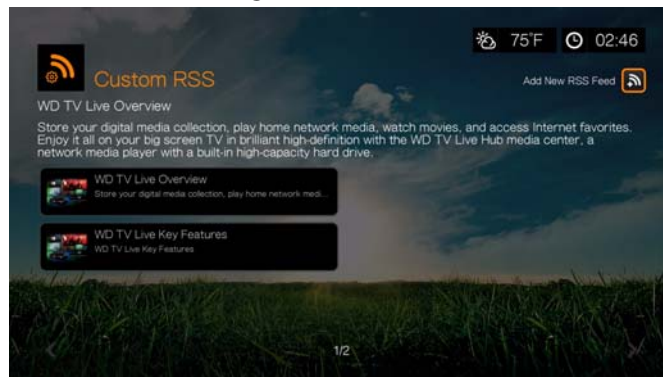 75°F 02:46
Custom RSS
Add New RSS Feed
WD TV Live Overview
Store your digital media collection, play home network media, watch movies, and access Internet favorites.
Enjoy it all on your big screen TV in brilliant high-definition with the WD TV Live Hub media center, a
network media player with a built-in high-capacity hard drive.
WD TV Live Overview
Store your digital media collection, play home network medi...
WD TV Live Key Features
WD TV Live Key Features
1/2